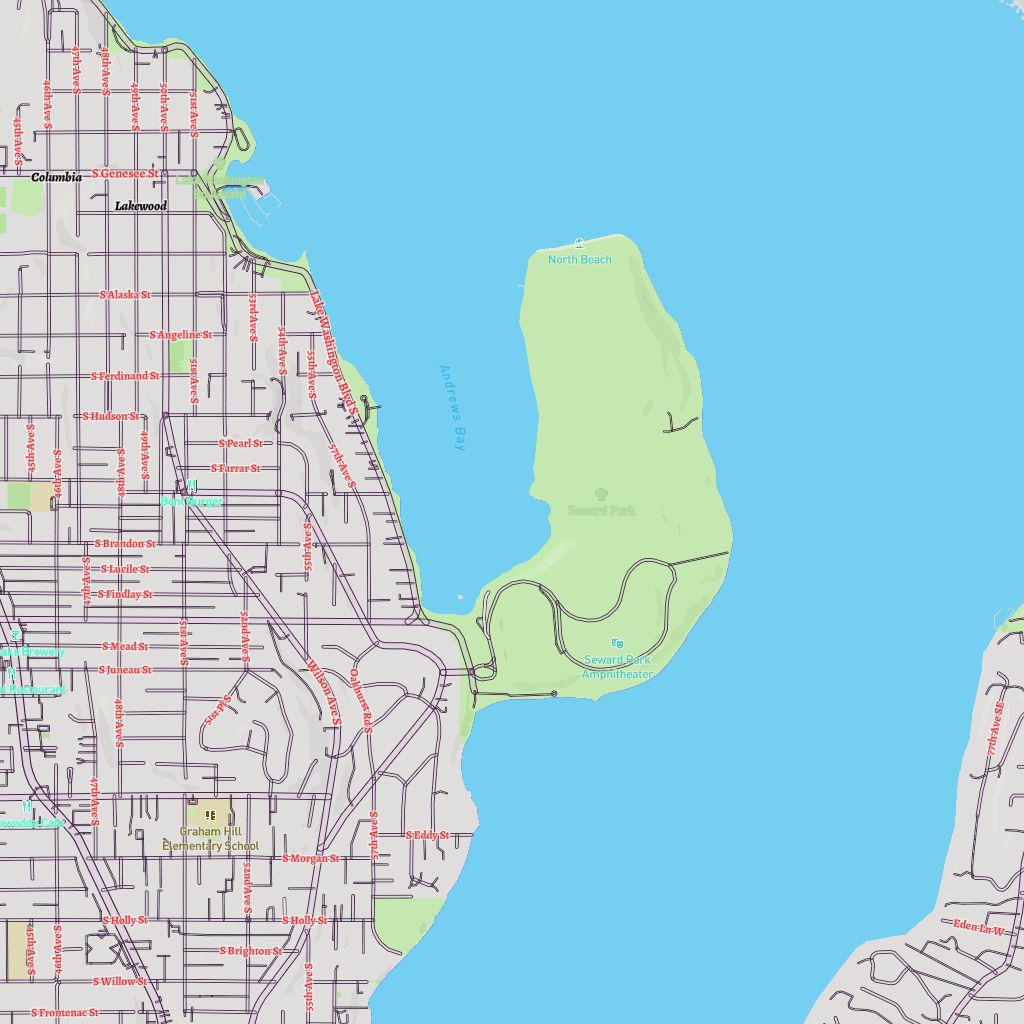 47th Ave S
48th Ave S
46th Ave S
49th Ave S
50th Ave S
51st Ave S
45th Ave S
S Genesee St
Columbia
Lakewood
North Beach
S Alaska St
53rd Ave S
Lake Washington Blvd S
S Angeline St
54th Ave S
55th Ave S
51st Ave S
S Ferdinand St
Andrews Bay
S Hudson St
45th Ave S
46th Ave S
48th Ave S
49th Ave S
S Pearl St
57th Ave S
S Farrar St
Bent Burger
Seward Park
S Brandon St
55th Ave S
S Lucile St
47th Ave S
S Findlay St
51st Ave S
52nd Ave S
S Mead St
Brewery
Seward Park
Ampnitheater
S Juneau St
Restaurant
Wilson Ave S
Oakhurst Rd S
51st Pl S
48th Ave S
77th Ave SE
47th Ave S
Cafe
Graham Hill
Elementary School
57th Ave S
S Eddy St
S Morgan St
52nd Ave S
S Holly St
S Holly St
Eden Ln W
45th Ave S
46th Ave S
S Brighton St
55th Ave S
S Willow St
S Frontenac St